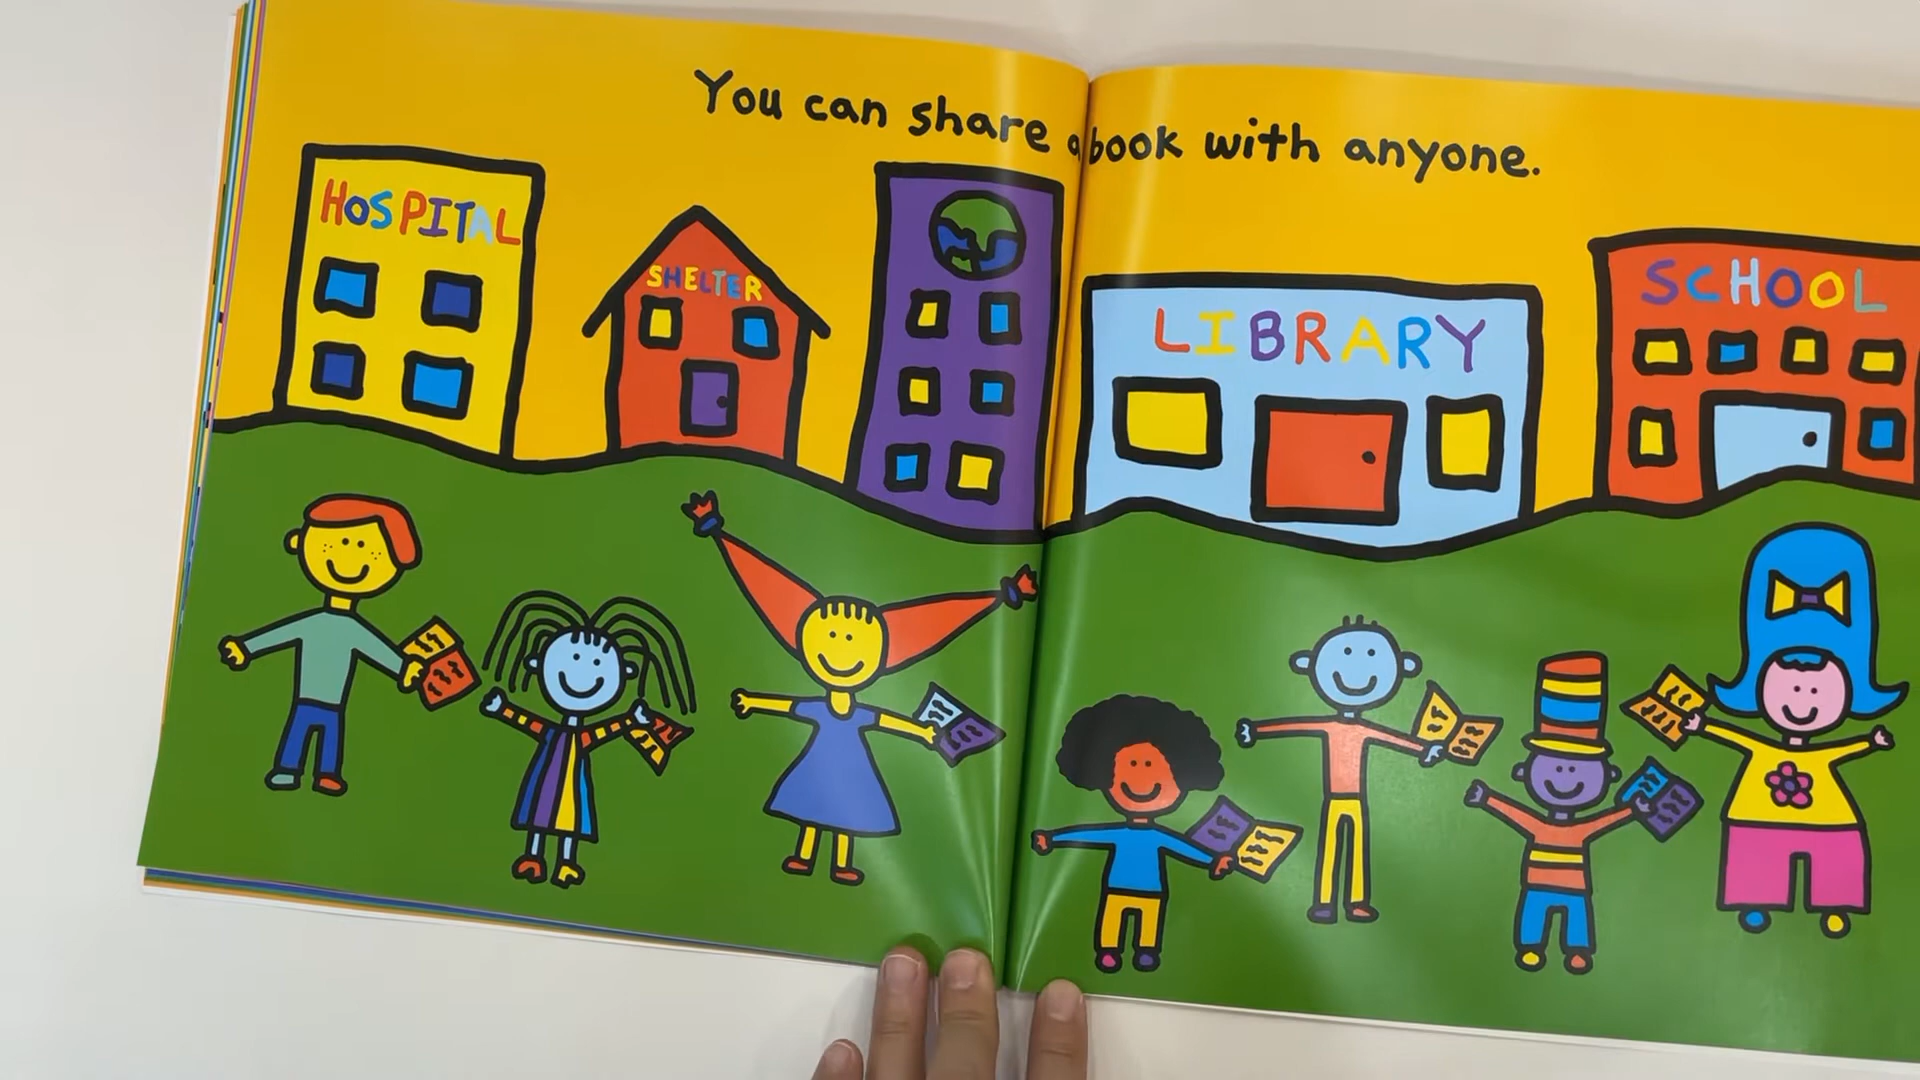 You can share a book with anyone.
HOSPITAL
SHELTER
LIBRARY
SCHOOL